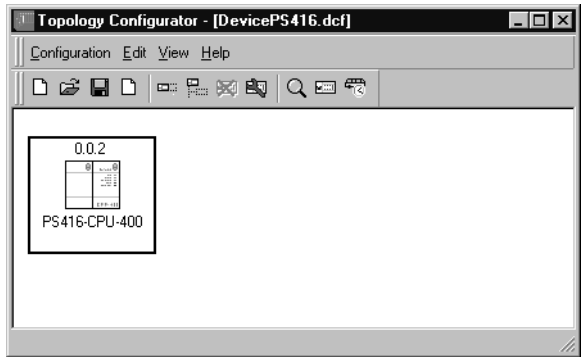 Topology Configurator - [DevicePS416.dcf]
Configuration Edit View Help
0.0.2
PS416-CPU-400